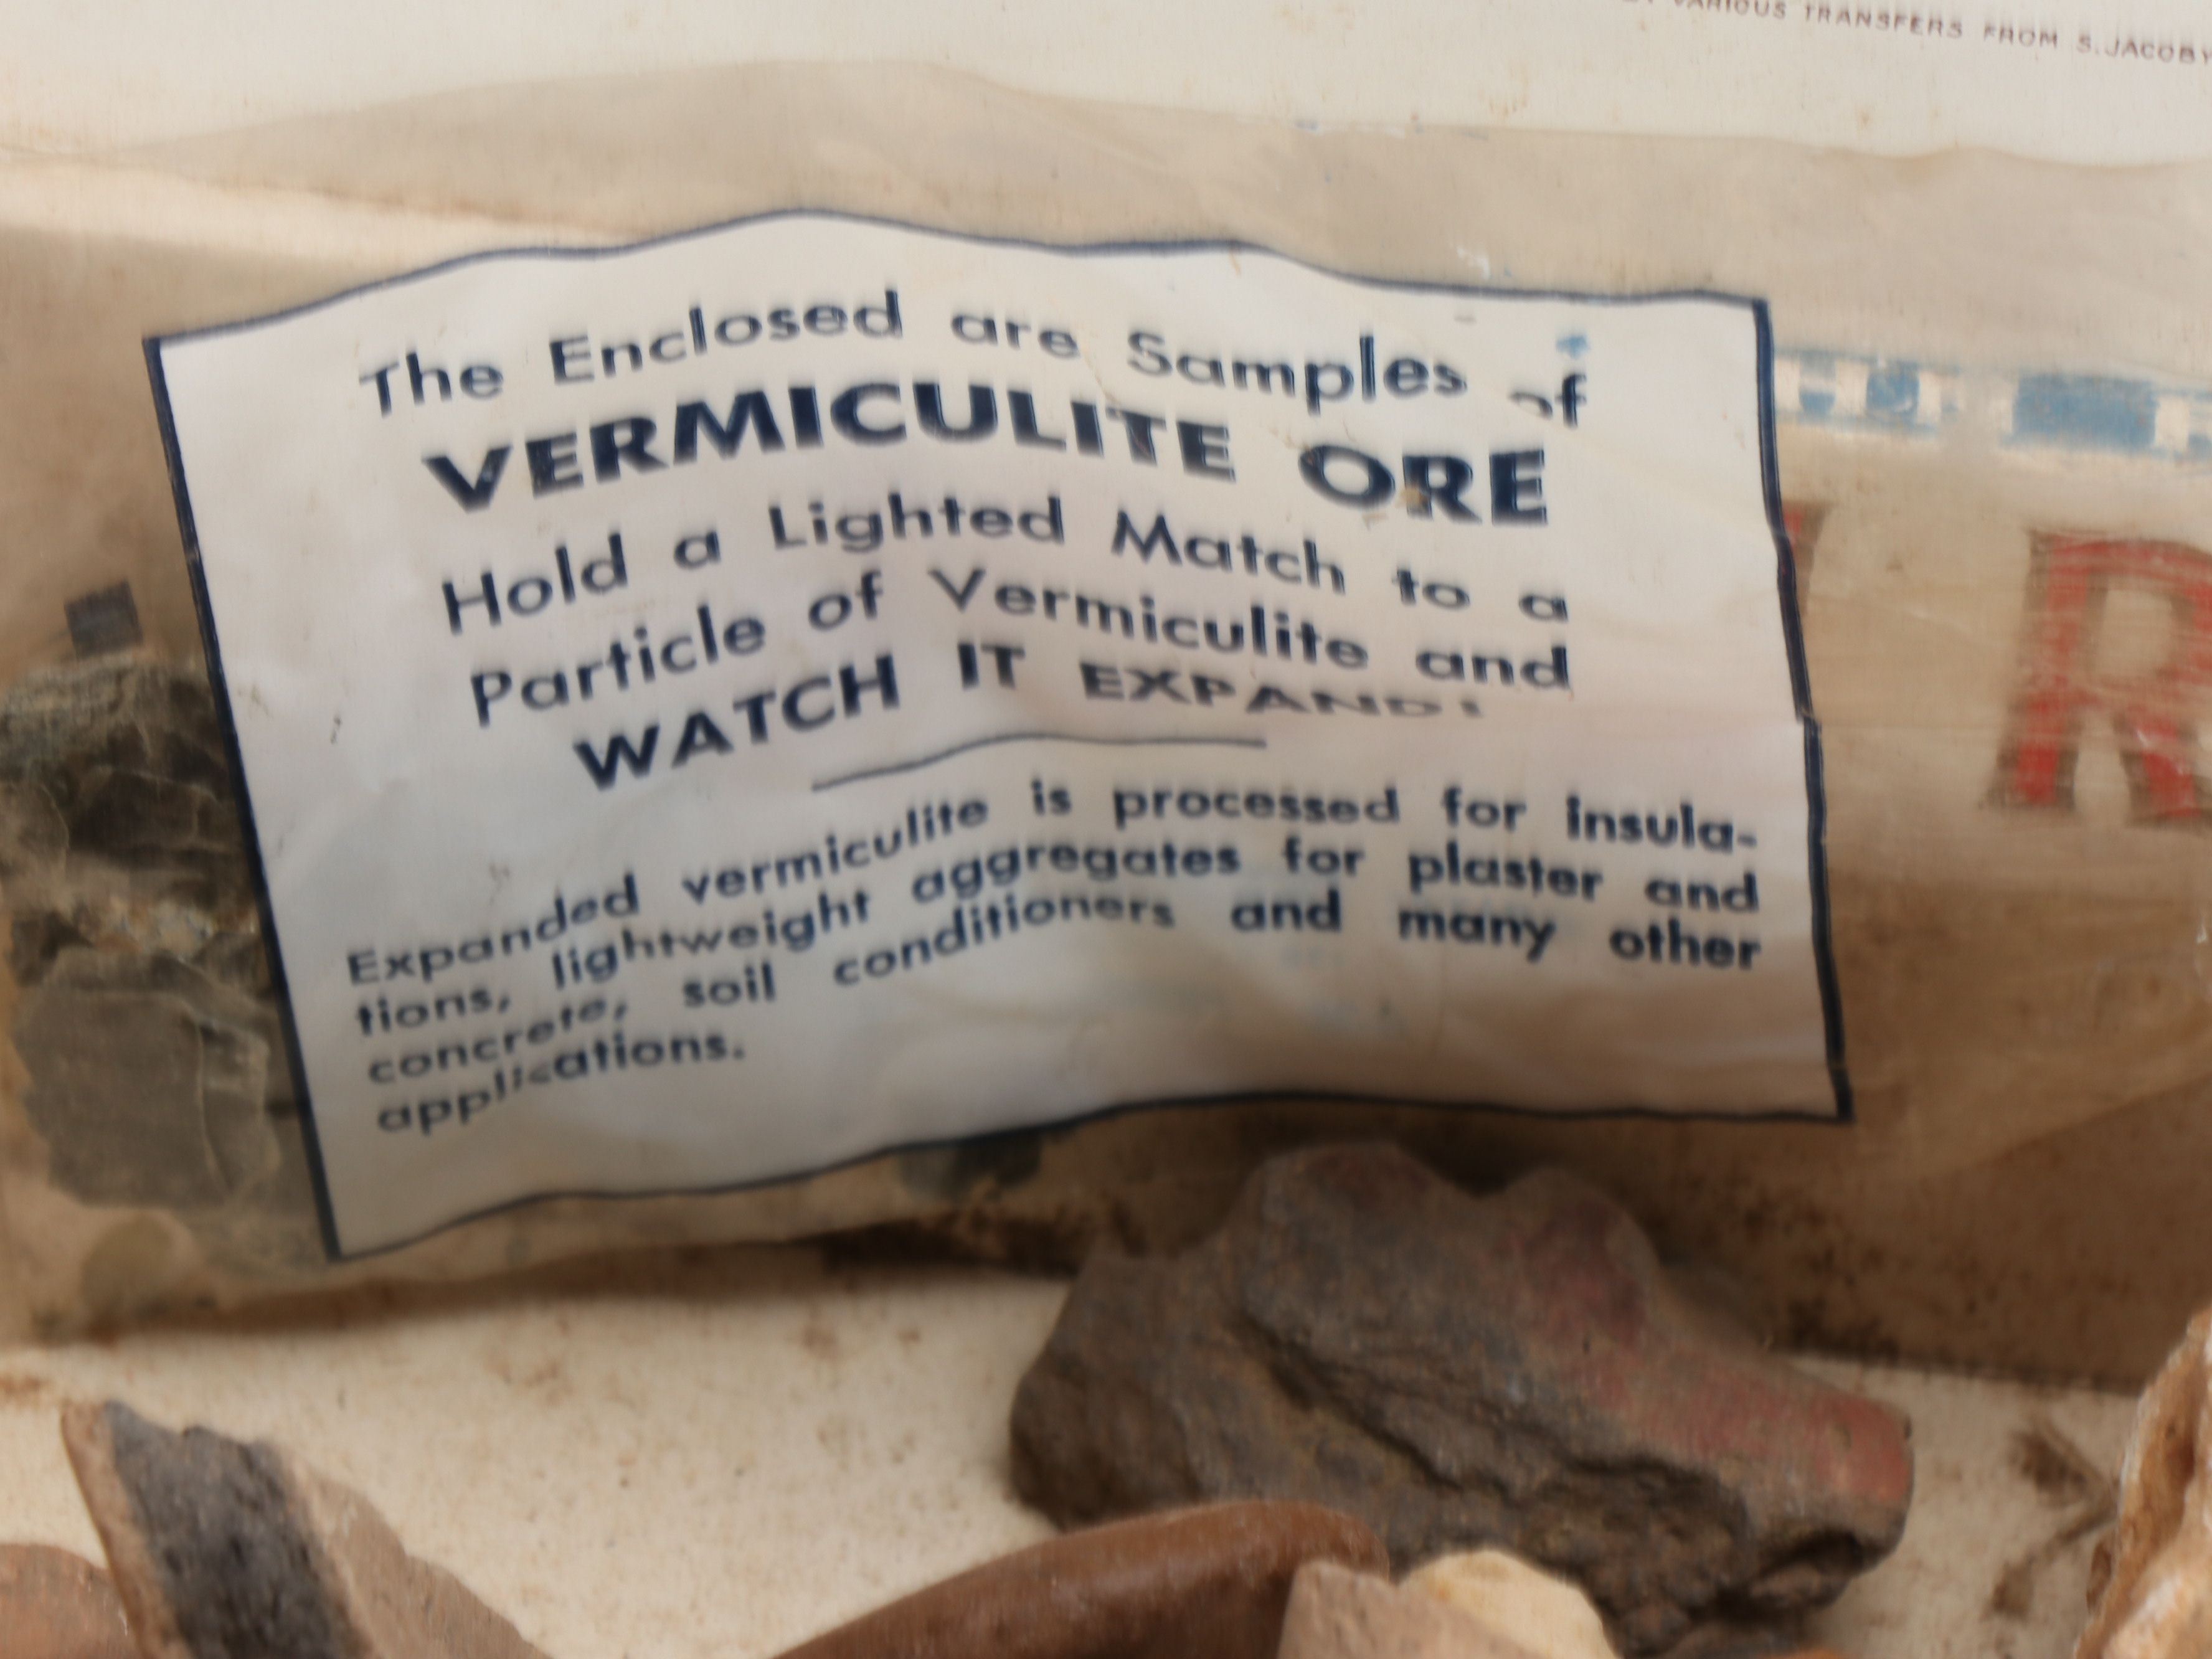 VARIOUS TRANSFERS FROM S.JACOBY
The Enclosed are Samples of
VERMICULITE ORE
Hold a Lighted Match to a
Particle of Vermiculite and
WATCH IT EXPAND!
Expanded vermiculite is processed for insula-
tions, lightweight aggregates for plaster and
concrete, soil conditioners and many other
applications.
R